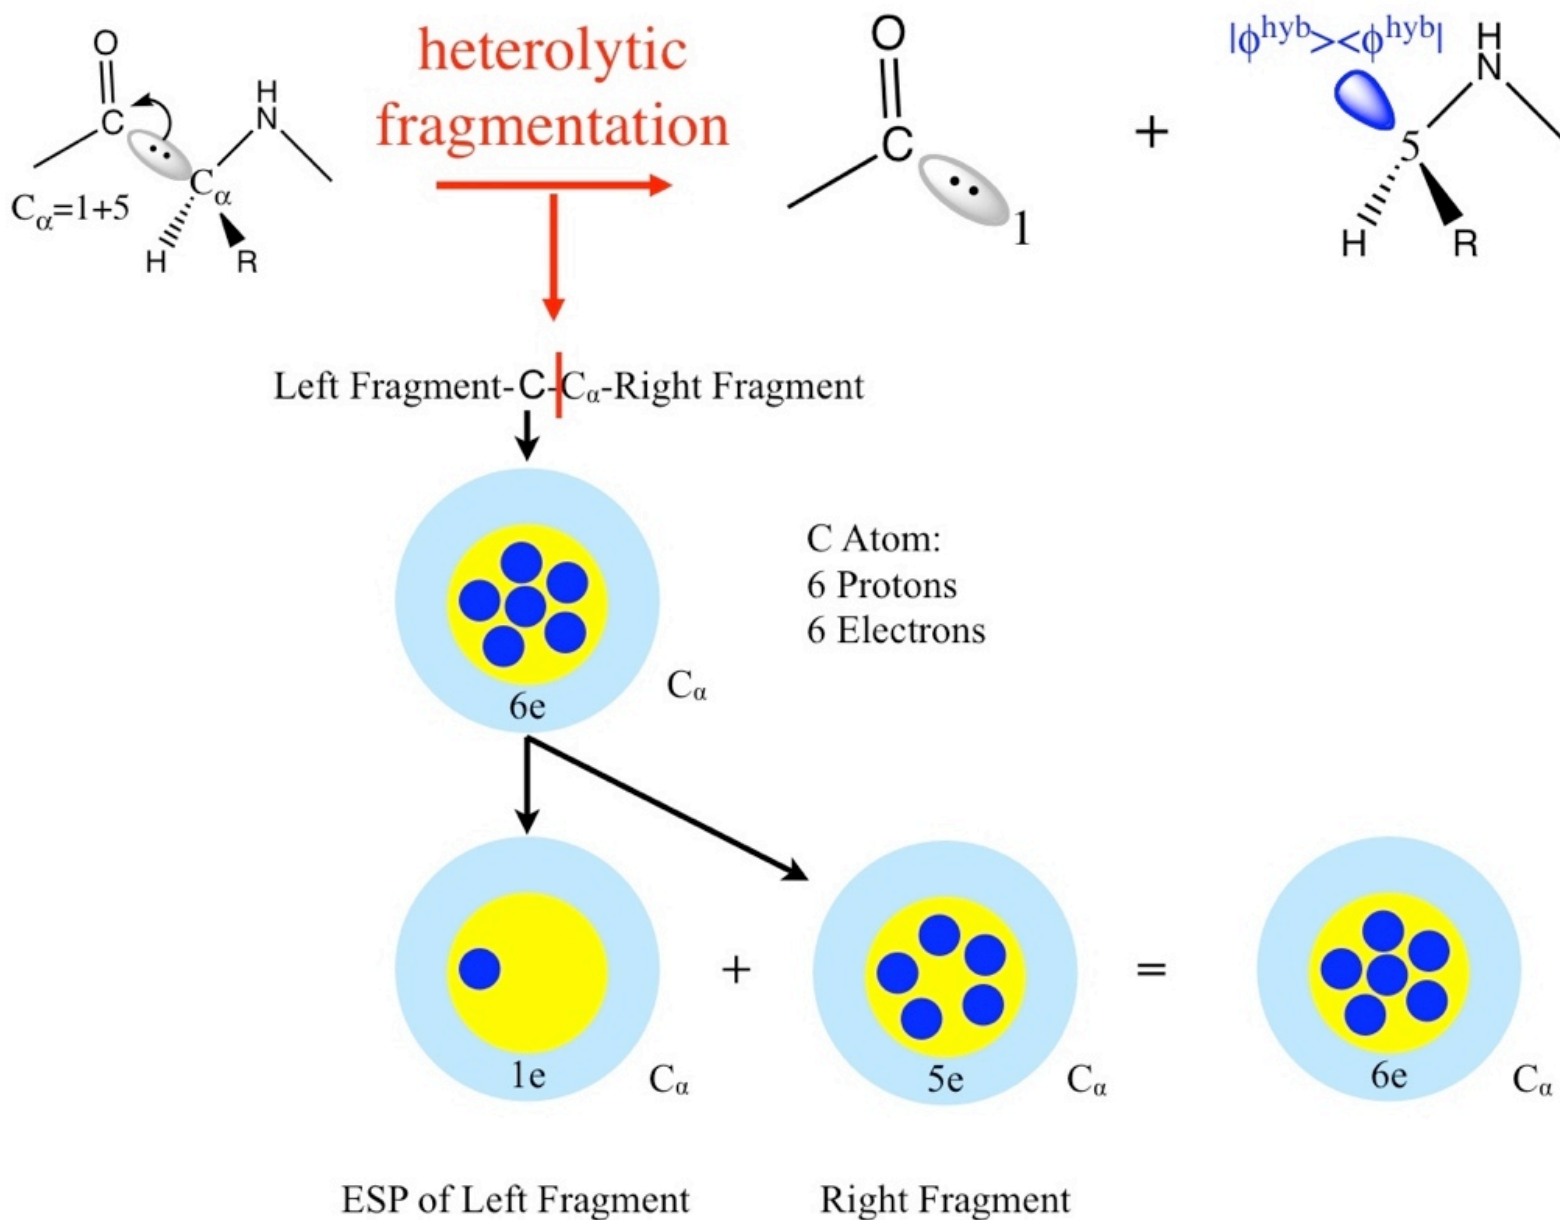 O
C
H
N
Cα
H
R
Cα=1+5
heterolytic
fragmentation
O
C
1
+
|ϕhyb><ϕhyb|
H
N
5
H
R
Left Fragment-C-Cα-Right Fragment
C Atom:
6 Protons
6 Electrons
6e
Cα
1e
Cα
+
5e
Cα
=
6e
Cα
ESP of Left Fragment
Right Fragment